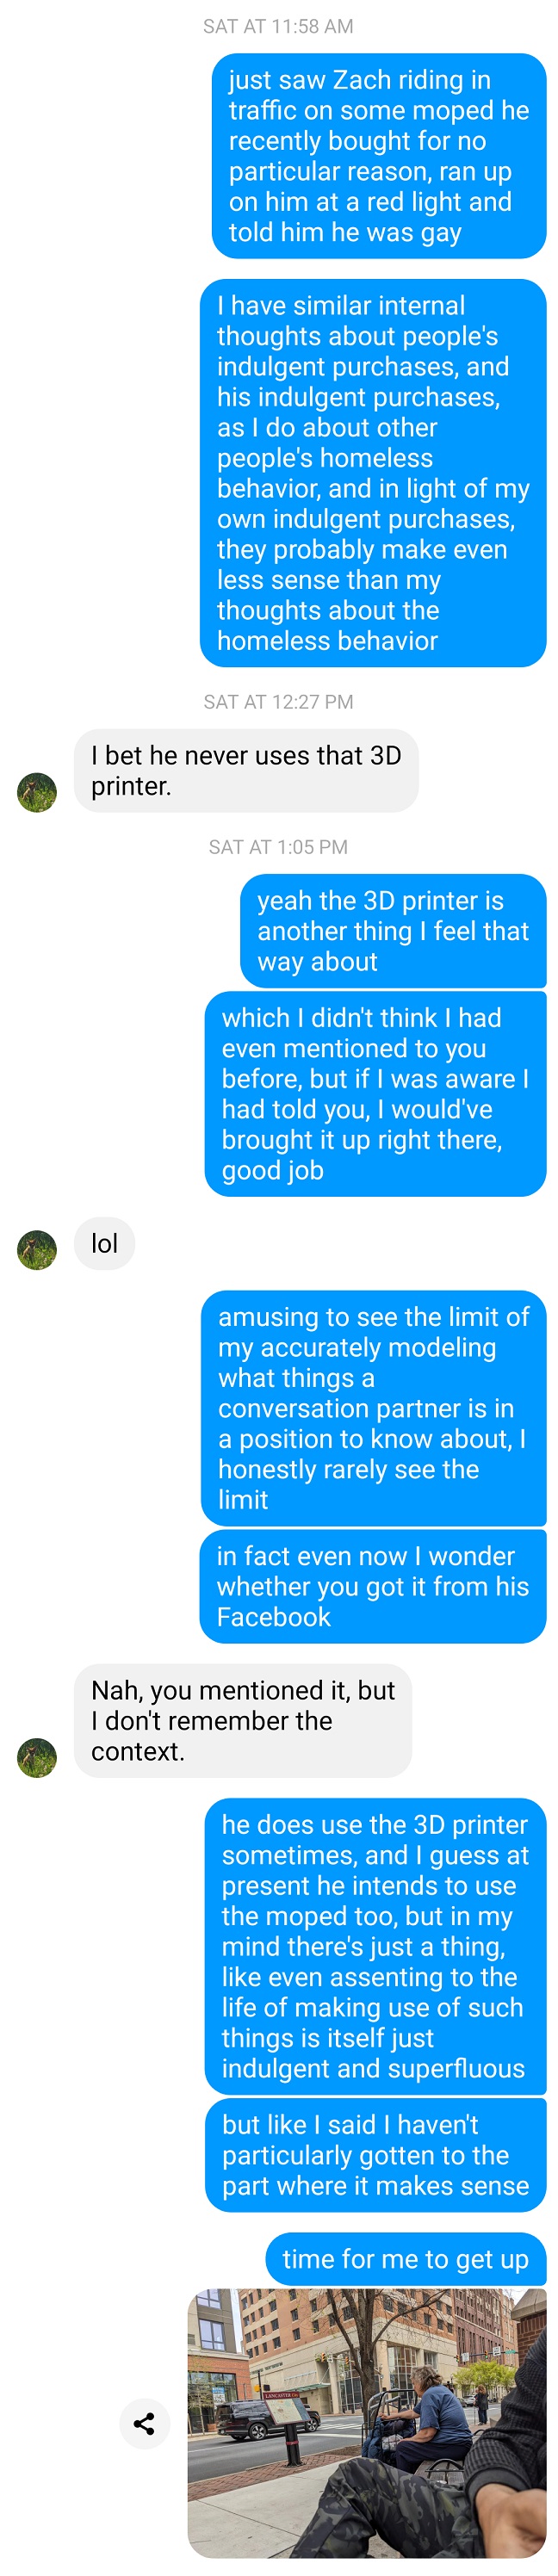 SAT AT 11:58 AM
just saw Zach riding in
traffic on some moped he
recently bought for no
particular reason, ran up
on him at a red light and
told him he was gay
I have similar internal
thoughts about people's
indulgent purchases, and
his indulgent purchases,
as I do about other
people's homeless
behavior, and in light of my
own indulgent purchases,
they probably make even
less sense than my
thoughts about the
homeless behavior
SAT AT 12:27 PM
I bet he never uses that 3D
printer.
SAT AT 1:05 PM
yeah the 3D printer is
another thing I feel that
way about
which I didn't think I had
even mentioned to you
before, but if I was aware I
had told you, I would've
brought it up right there,
good job
lol
amusing to see the limit of
my accurately modeling
what things a
conversation partner is in
a position to know about, I
honestly rarely see the
limit
in fact even now I wonder
whether you got it from his
Facebook
Nah, you mentioned it, but
I don't remember the
context.
he does use the 3D printer
sometimes, and I guess at
present he intends to use
the moped too, but in my
mind there's just a thing,
like even assenting to the
life of making use of such
things is itself just
indulgent and superfluous
but like I said I haven't
particularly gotten to the
part where it makes sense
time for me to get up
LANCASTER